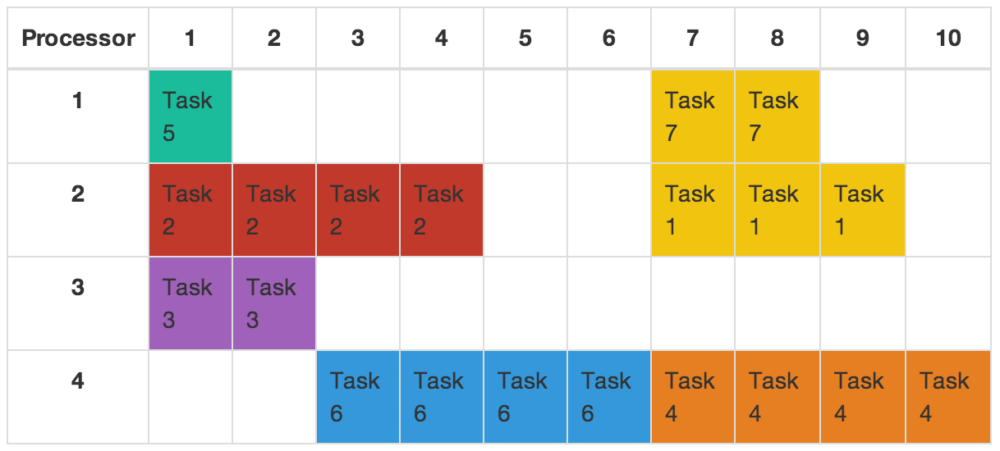 Processor 1 2 3 4 5 6 7 8 9 10
1 Task 5 Task 7 Task 7
2 Task 2 Task 2 Task 2 Task 2 Task 1 Task 1 Task 1
3 Task 3 Task 3
4 Task 6 Task 6 Task 6 Task 6 Task 4 Task 4 Task 4 Task 4